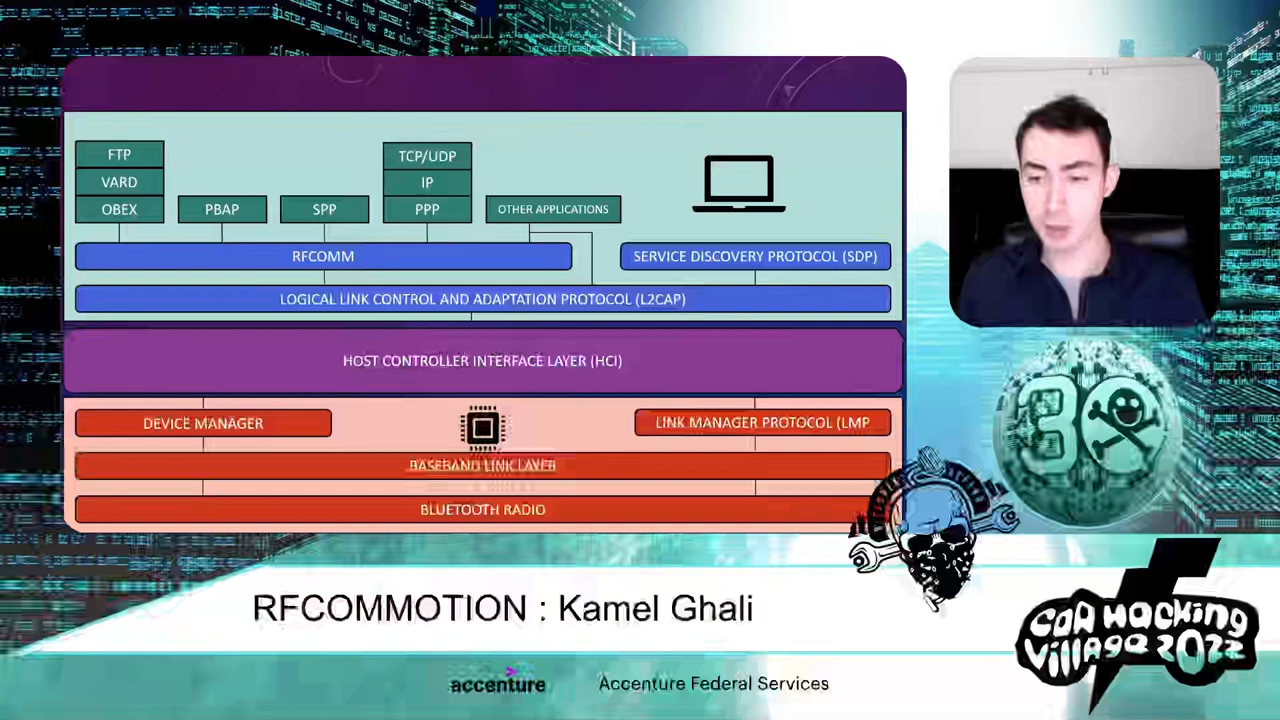 FTP
VARD
OBEX
PBAP
SPP
TCP/UDP
IP
PPP
OTHER APPLICATIONS
RFCOMM
SERVICE DISCOVERY PROTOCOL (SDP)
LOGICAL LINK CONTROL AND ADAPTATION PROTOCOL (L2CAP)
HOST CONTROLLER INTERFACE LAYER (HCI)
DEVICE MANAGER
LINK MANAGER PROTOCOL (LMP
BASEBAND LINK LAYER
BLUETOOTH RADIO
30
RFCOMMOTION : Kamel Ghali
CAR HACKING
VILLAGE 2022
accenture
Accenture Federal Services